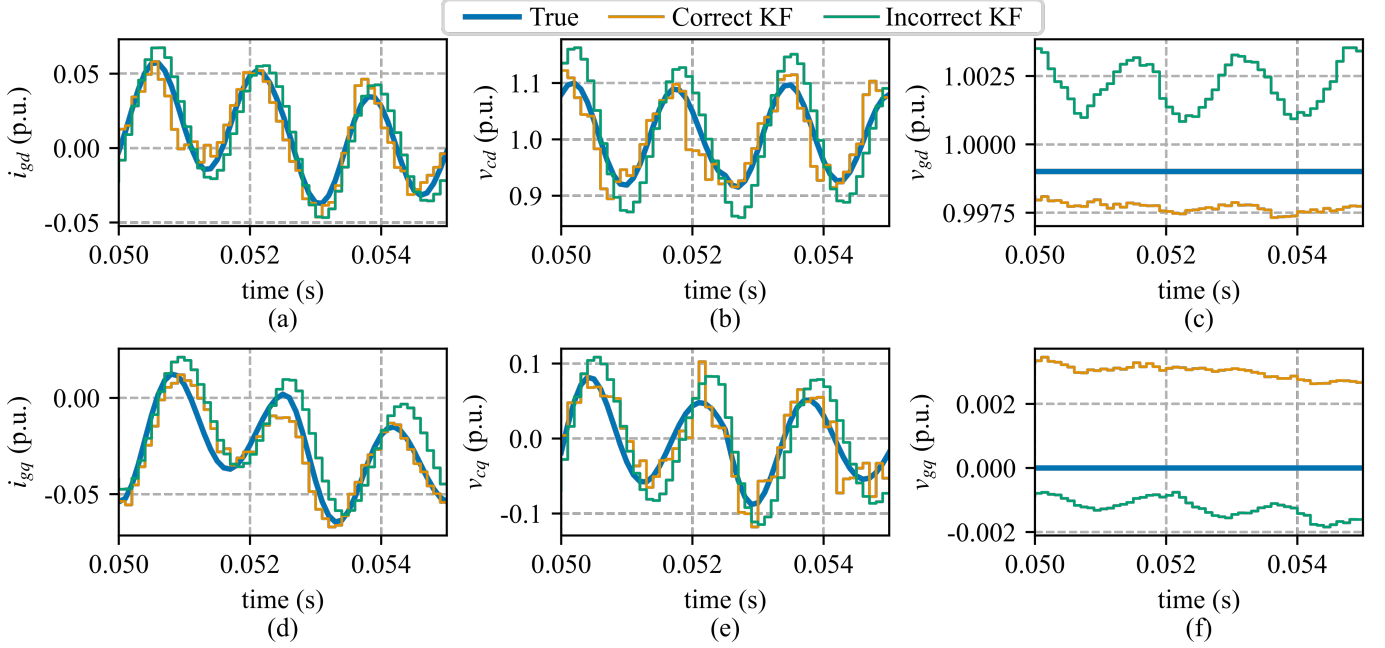 True Correct KF Incorrect KF
i_gd (p.u.)
0.05
0.00
-0.05
0.050 0.052 0.054
time (s)
(a)
v_cd (p.u.)
1.1
1.0
0.9
0.050 0.052 0.054
time (s)
(b)
v_gd (p.u.)
1.0025
1.0000
0.9975
0.050 0.052 0.054
time (s)
(c)
i_gq (p.u.)
0.00
-0.05
0.050 0.052 0.054
time (s)
(d)
v_cq (p.u.)
0.1
0.0
-0.1
0.050 0.052 0.054
time (s)
(e)
v_gq (p.u.)
0.002
0.000
-0.002
0.050 0.052 0.054
time (s)
(f)